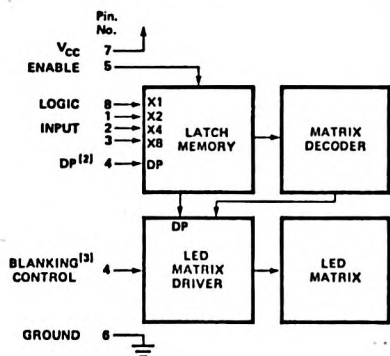 Pin.
No.
VCC 7
ENABLE 5
LOGIC 8 X1
1 X2
INPUT 2 X4
3 X8
DP[2] 4 DP
LATCH
MEMORY
MATRIX
DECODER
DP
LED
MATRIX
DRIVER
LED
MATRIX
BLANKING[3]
CONTROL 4
GROUND 6